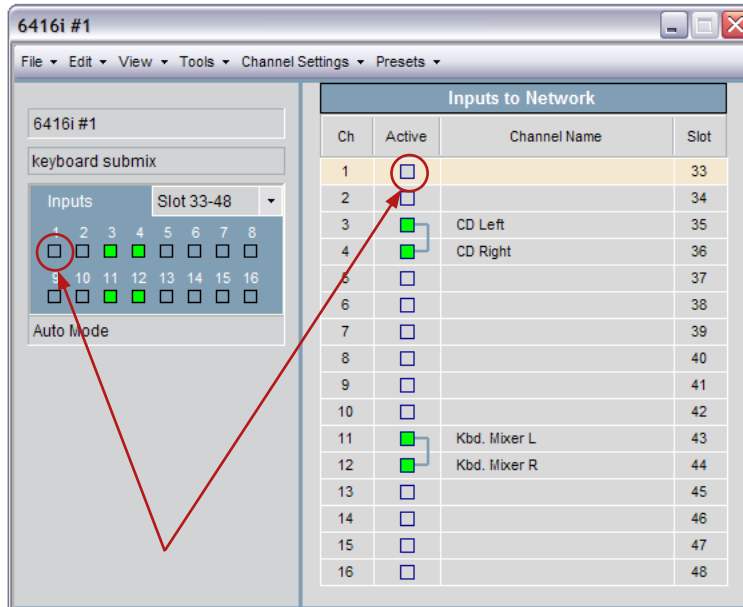 6416i #1
File Edit View Tools Channel Settings Presets
6416i #1
keyboard submix
Inputs Slot 33-48
1 2 3 4 5 6 7 8
9 10 11 12 13 14 15 16
Auto Mode
Inputs to Network
Ch Active Channel Name Slot
1 33
2 34
3 CD Left 35
4 CD Right 36
5 37
6 38
7 39
8 40
9 41
10 42
11 Kbd. Mixer L 43
12 Kbd. Mixer R 44
13 45
14 46
15 47
16 48